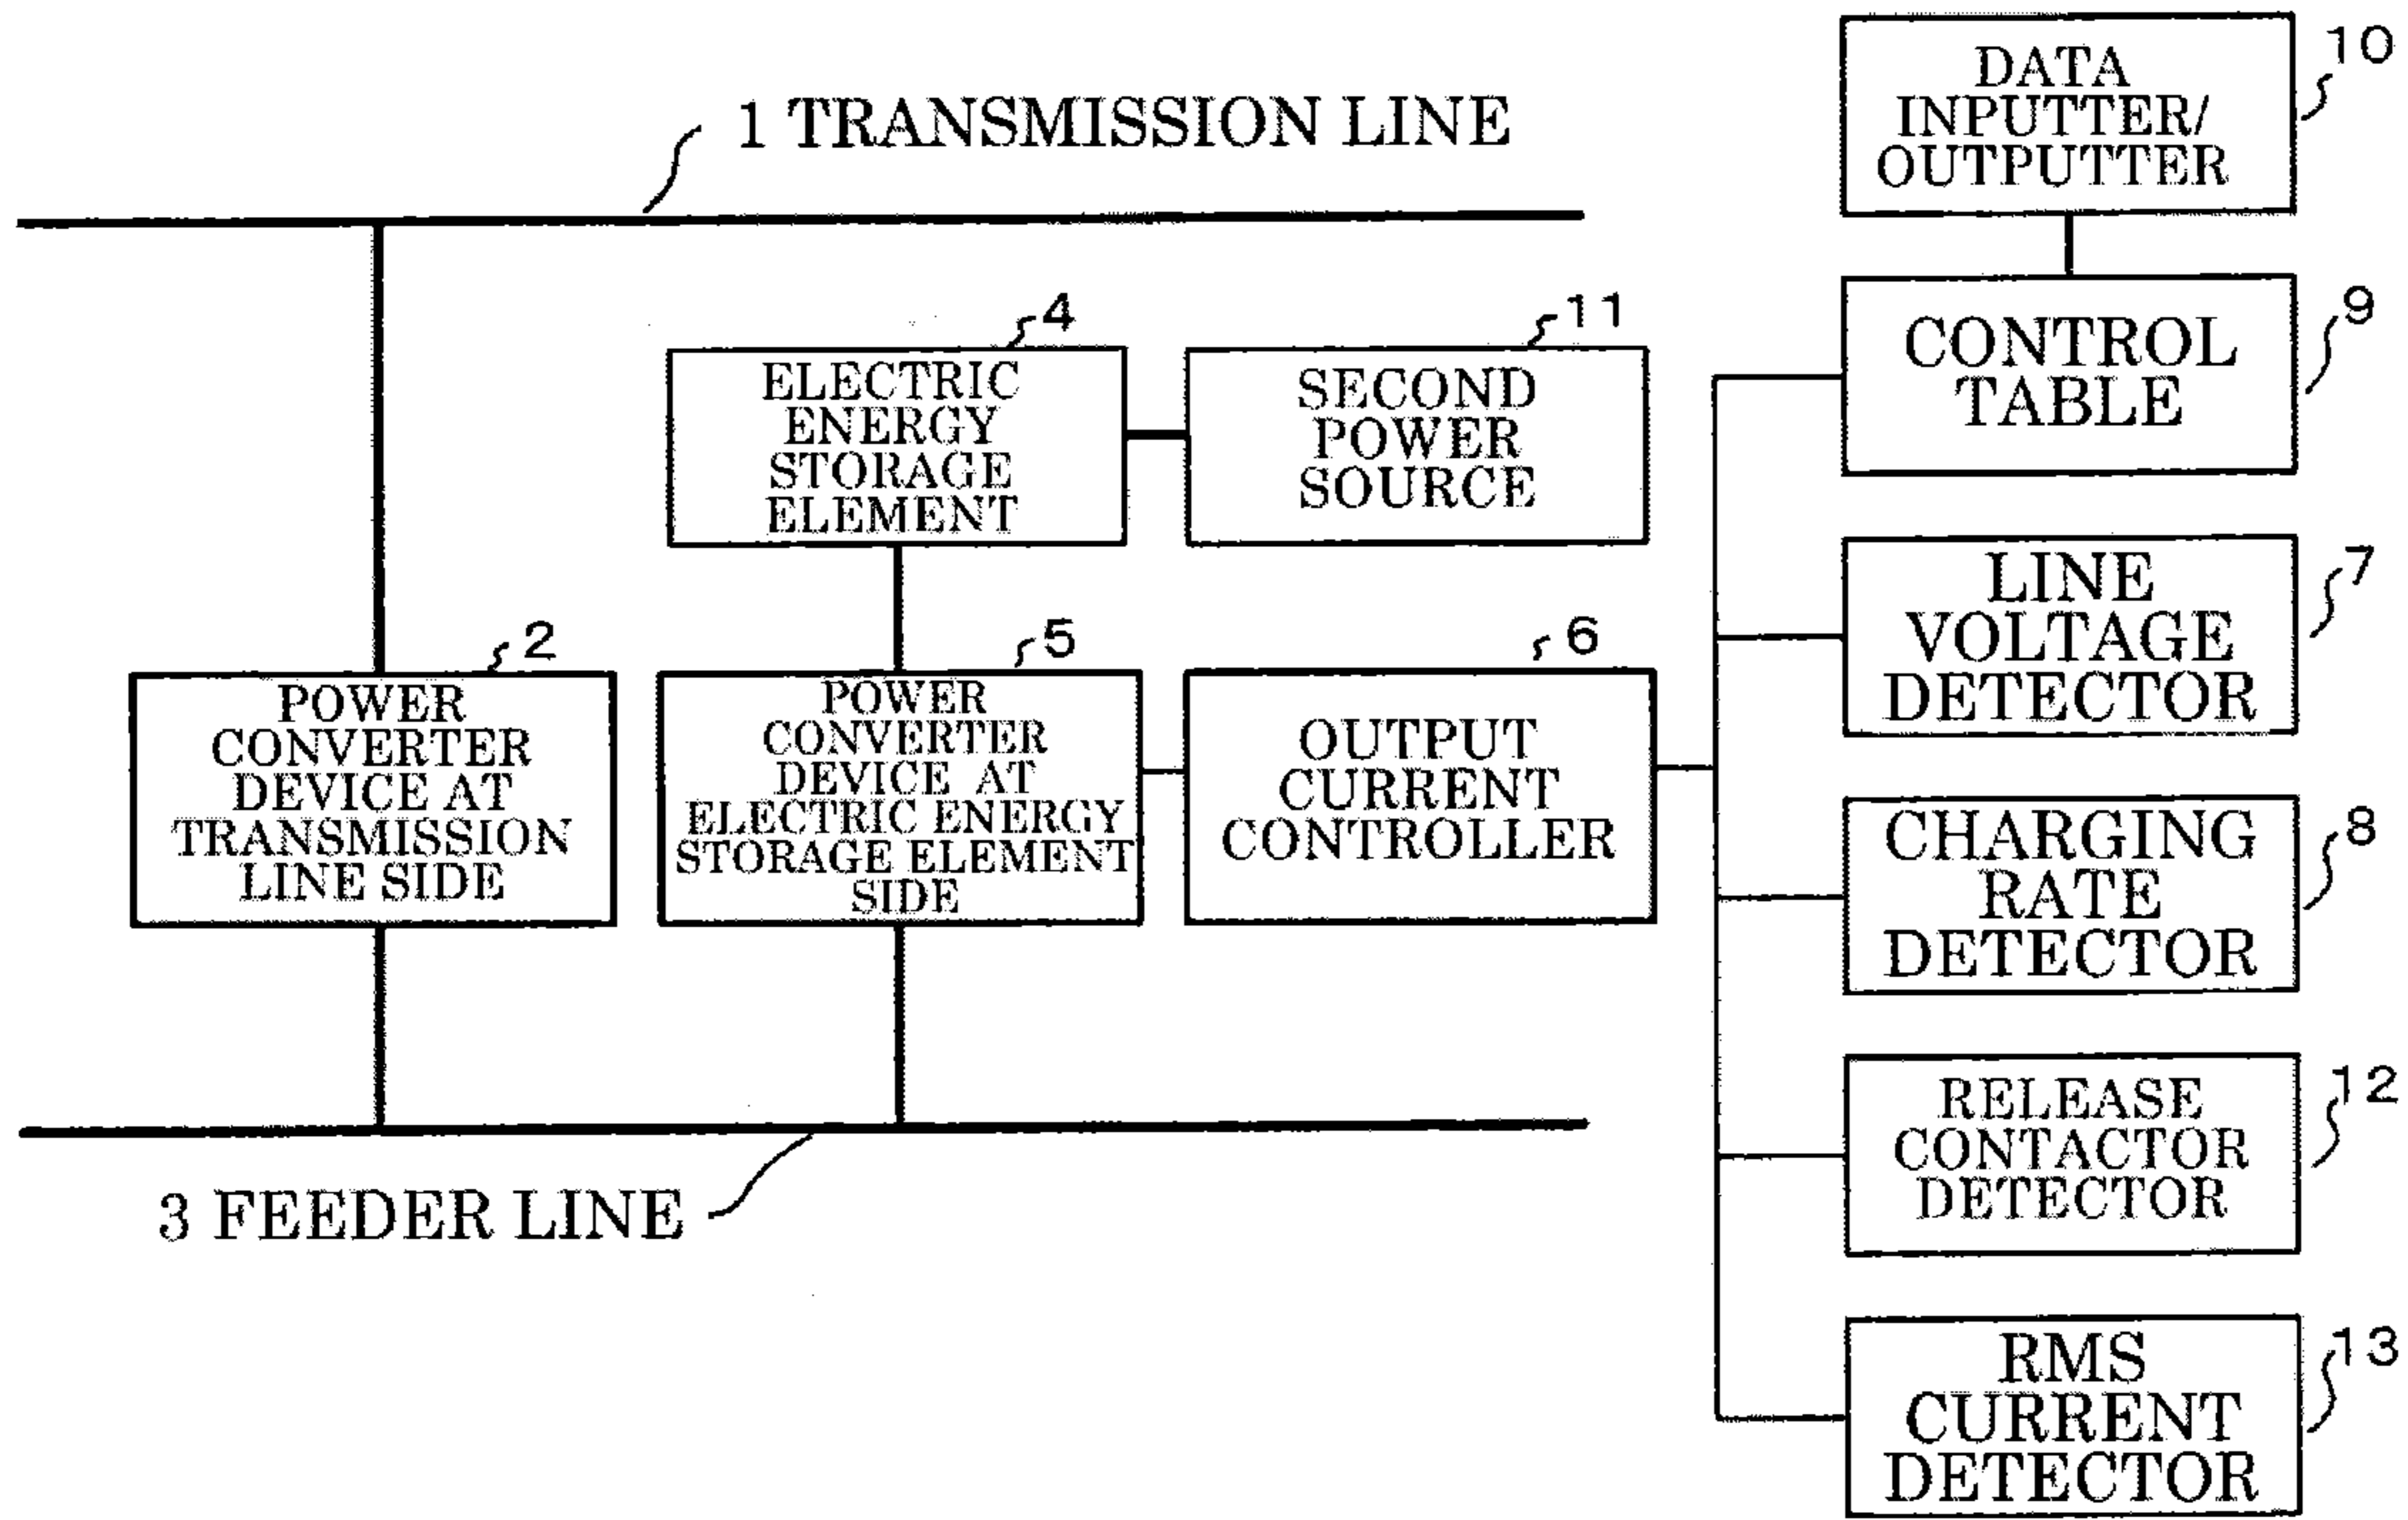 1 TRANSMISSION LINE
10
DATA
INPUTTER/
OUTPUTTER
9
CONTROL
TABLE
4
ELECTRIC
ENERGY
STORAGE
ELEMENT
11
SECOND
POWER
SOURCE
7
LINE
VOLTAGE
DETECTOR
2
POWER
CONVERTER
DEVICE AT
TRANSMISSION
LINE SIDE
5
POWER
CONVERTER
DEVICE AT
ELECTRIC ENERGY
STORAGE ELEMENT
SIDE
6
OUTPUT
CURRENT
CONTROLLER
8
CHARGING
RATE
DETECTOR
12
RELEASE
CONTACTOR
DETECTOR
3 FEEDER LINE
13
RMS
CURRENT
DETECTOR